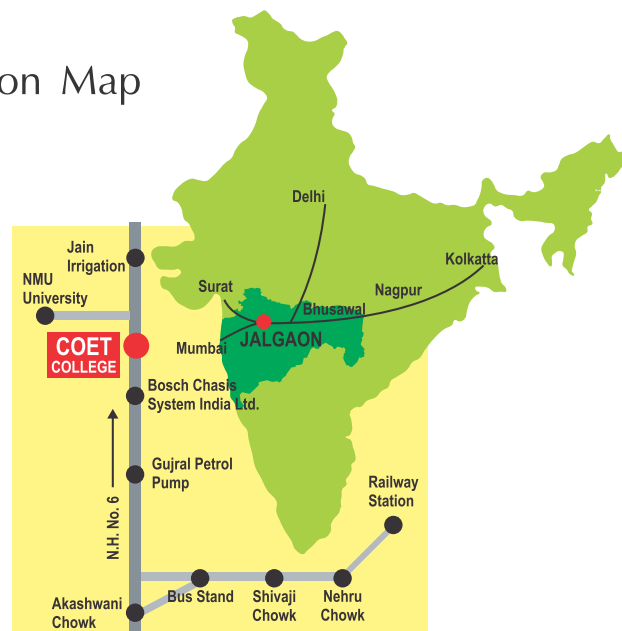 on Map
Delhi
Kolkatta
Nagpur
Surat
Bhusawal
JALGAON
Mumbai
Jain
Irrigation
NMU
University
COET
COLLEGE
Bosch Chasis
System India Ltd.
Gujral Petrol
Pump
N.H. No. 6
Railway
Station
Bus Stand
Shivaji
Chowk
Nehru
Chowk
Akashwani
Chowk